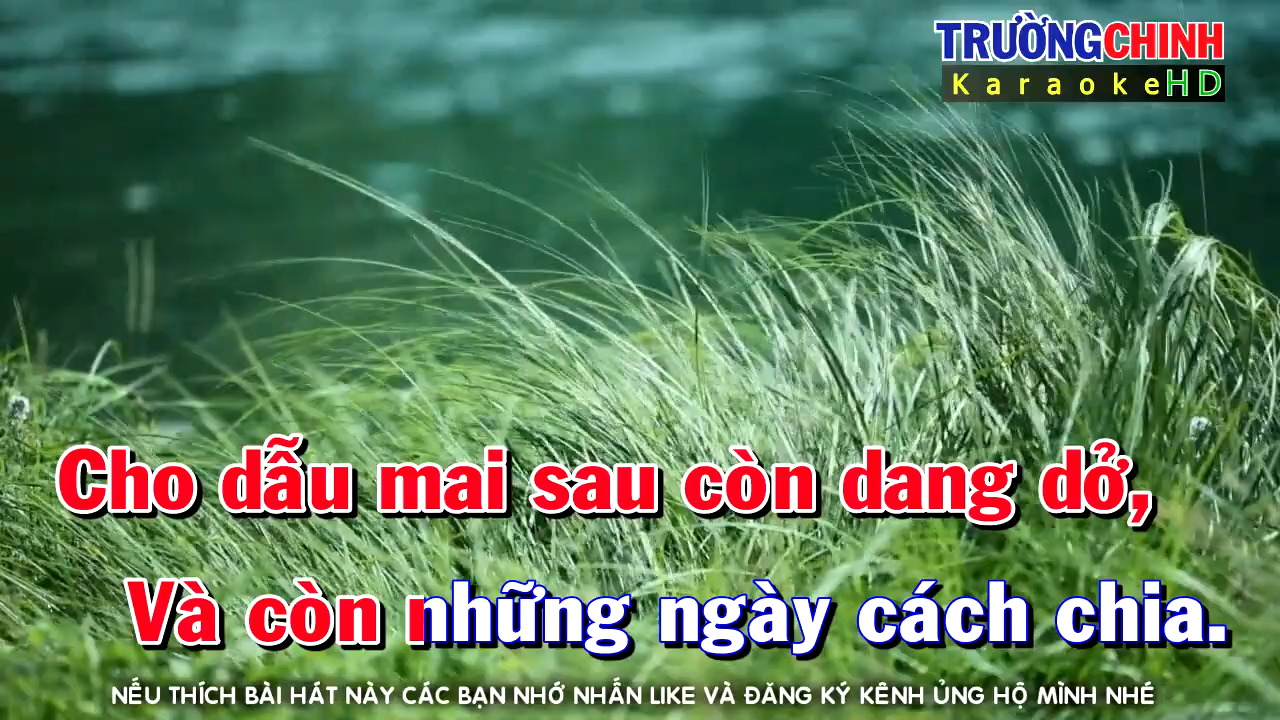 TRƯỜNGCHINH
KaraokeHD
Cho dẫu mai sau còn dang dở,
Và còn những ngày cách chia.
NẾU THÍCH BÀI HÁT NÀY CÁC BẠN NHỚ NHẤN LIKE VÀ ĐĂNG KÝ KÊNH ỦNG HỘ MÌNH NHÉ